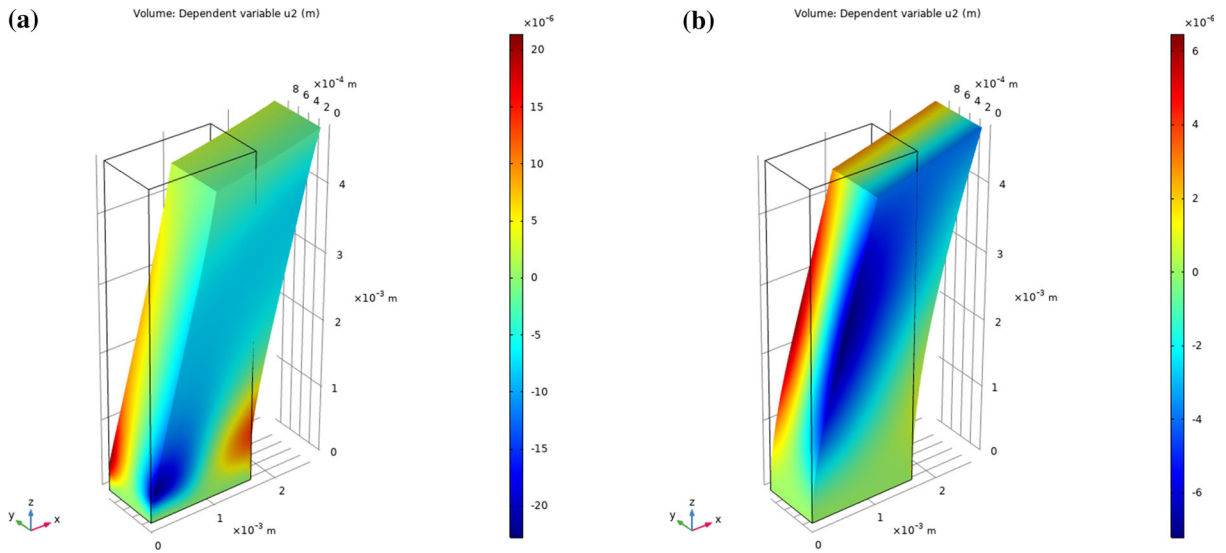 (a)
Volume: Dependent variable u2 (m)
×10⁻⁶
20
15
10
5
0
-5
-10
-15
-20
×10⁻⁴ m
8 6 4 2 0
4
3
2
×10⁻³ m
1
0
2
1
×10⁻³ m
0
y z x
(b)
Volume: Dependent variable u2 (m)
×10⁻⁶
6
4
2
0
-2
-4
-6
×10⁻⁴ m
8 6 4 2 0
4
3
2
×10⁻³ m
1
0
2
1
×10⁻³ m
0
y z x